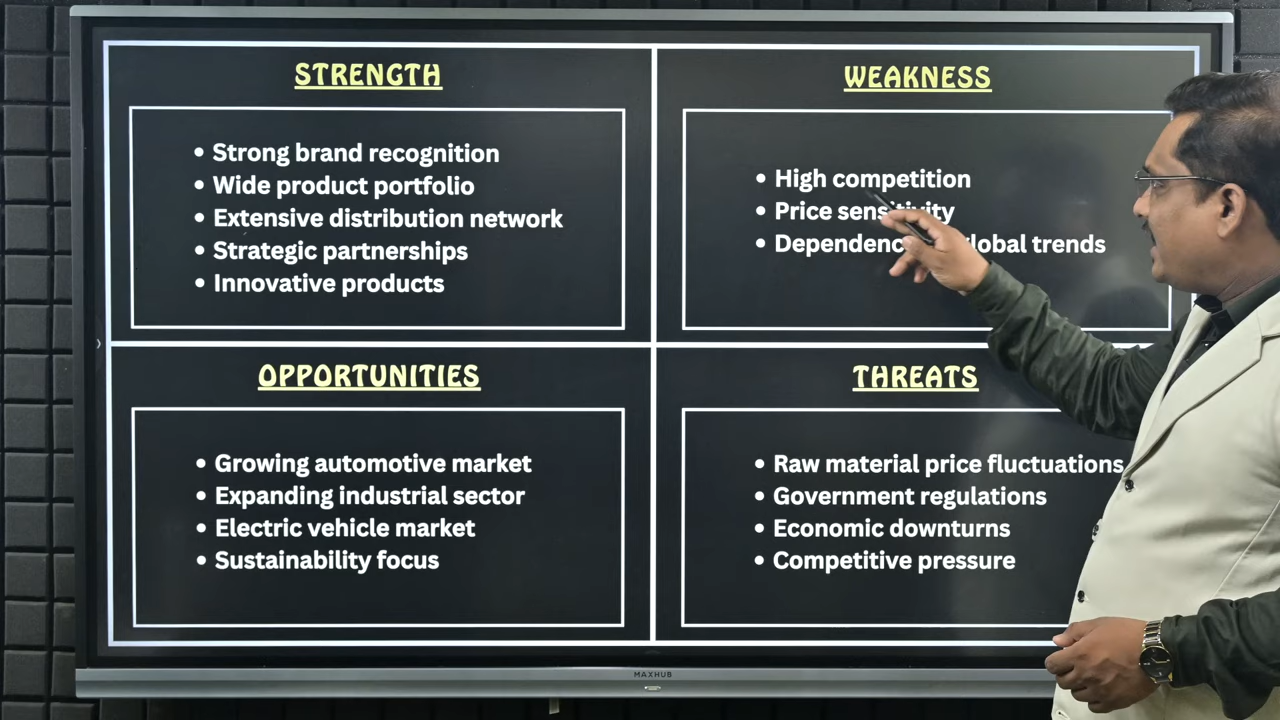 STRENGTH
• Strong brand recognition
• Wide product portfolio
• Extensive distribution network
• Strategic partnerships
• Innovative products
WEAKNESS
• High competition
• Price sensitivity
• global trends
OPPORTUNITIES
• Growing automotive market
• Expanding industrial sector
• Electric vehicle market
• Sustainability focus
THREATS
• Raw material price fluctuations
• Government regulations
• Economic downturns
• Competitive pressure
MAXHUB